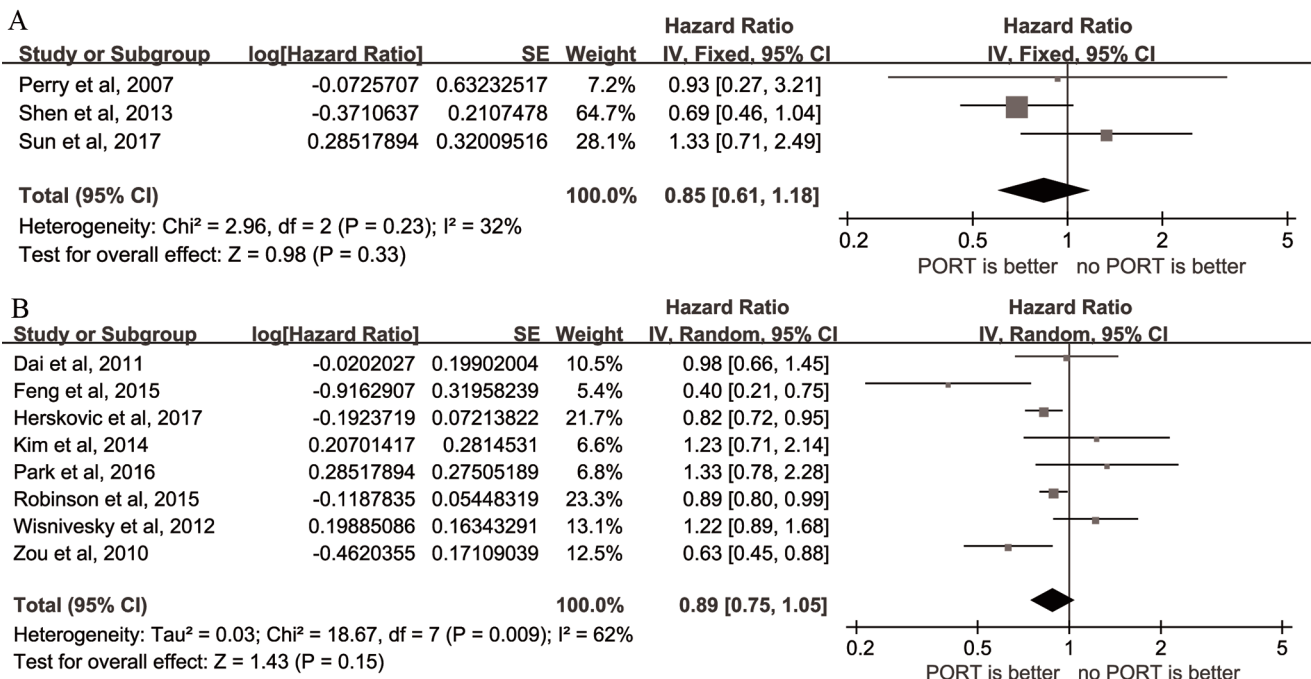 A
Hazard Ratio Hazard Ratio
Study or Subgroup log[Hazard Ratio] SE Weight IV, Fixed, 95% CI IV, Fixed, 95% CI
Perry et al, 2007 -0.0725707 0.63232517 7.2% 0.93 [0.27, 3.21]
Shen et al, 2013 -0.3710637 0.2107478 64.7% 0.69 [0.46, 1.04]
Sun et al, 2017 0.28517894 0.32009516 28.1% 1.33 [0.71, 2.49]
Total (95% CI) 100.0% 0.85 [0.61, 1.18]
Heterogeneity: Chi² = 2.96, df = 2 (P = 0.23); I² = 32%
Test for overall effect: Z = 0.98 (P = 0.33)
0.2 0.5 1 2 5
PORT is better no PORT is better
B
Hazard Ratio Hazard Ratio
Study or Subgroup log[Hazard Ratio] SE Weight IV, Random, 95% CI IV, Random, 95% CI
Dai et al, 2011 -0.0202027 0.19902004 10.5% 0.98 [0.66, 1.45]
Feng et al, 2015 -0.9162907 0.31958239 5.4% 0.40 [0.21, 0.75]
Herskovic et al, 2017 -0.1923719 0.07213822 21.7% 0.82 [0.72, 0.95]
Kim et al, 2014 0.20701417 0.2814531 6.6% 1.23 [0.71, 2.14]
Park et al, 2016 0.28517894 0.27505189 6.8% 1.33 [0.78, 2.28]
Robinson et al, 2015 -0.1187835 0.05448319 23.3% 0.89 [0.80, 0.99]
Wisnivesky et al, 2012 0.19885086 0.16343291 13.1% 1.22 [0.89, 1.68]
Zou et al, 2010 -0.4620355 0.17109039 12.5% 0.63 [0.45, 0.88]
Total (95% CI) 100.0% 0.89 [0.75, 1.05]
Heterogeneity: Tau² = 0.03; Chi² = 18.67, df = 7 (P = 0.009); I² = 62%
Test for overall effect: Z = 1.43 (P = 0.15)
0.2 0.5 1 2 5
PORT is better no PORT is better